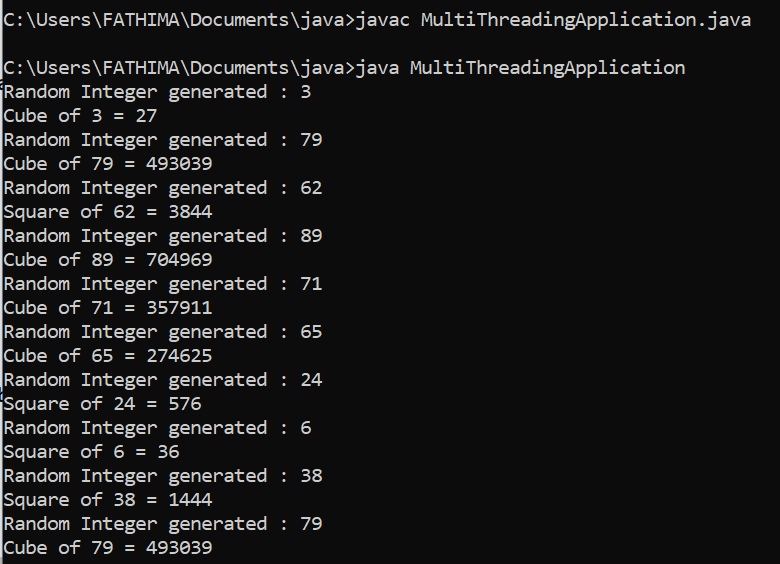 C:\Users\FATHIMA\Documents\java>javac MultiThreadingApplication.java
C:\Users\FATHIMA\Documents\java>java MultiThreadingApplication
Random Integer generated : 3
Cube of 3 = 27
Random Integer generated : 79
Cube of 79 = 493039
Random Integer generated : 62
Square of 62 = 3844
Random Integer generated : 89
Cube of 89 = 704969
Random Integer generated : 71
Cube of 71 = 357911
Random Integer generated : 65
Cube of 65 = 274625
Random Integer generated : 24
Square of 24 = 576
Random Integer generated : 6
Square of 6 = 36
Random Integer generated : 38
Square of 38 = 1444
Random Integer generated : 79
Cube of 79 = 493039